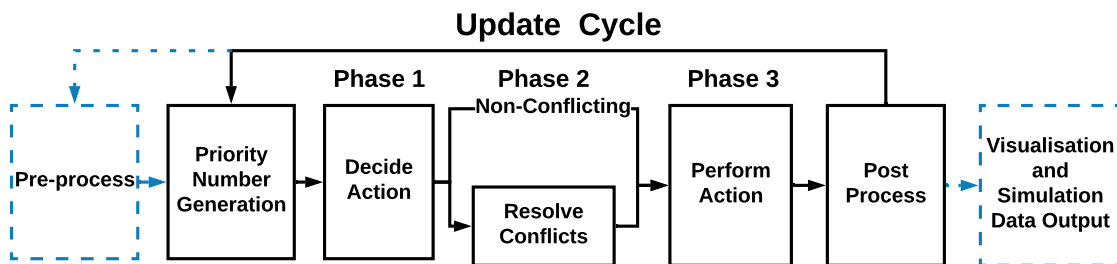 Update Cycle
Phase 1
Phase 2
Phase 3
Non-Conflicting
Pre-process
Priority
Number
Generation
Decide
Action
Resolve
Conflicts
Perform
Action
Post
Process
Visualisation
and
Simulation
Data Output